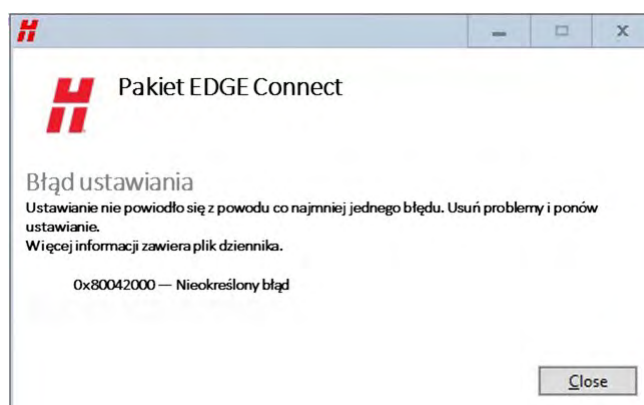 Pakiet EDGE Connect
Błąd ustawiania
Ustawianie nie powiodło się z powodu co najmniej jednego błędu. Usuń problemy i ponów
ustawianie.
Więcej informacji zawiera plik dziennika.
0x80042000 — Nieokreślony błąd
Close